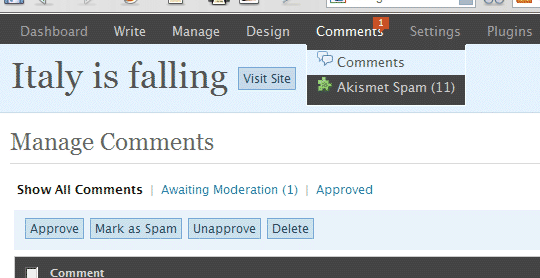 Dashboard Write Manage Design Comments 1 Settings Plugins
Comments
Italy is falling Visit Site
Akismet Spam (11)
Manage Comments
Show All Comments | Awaiting Moderation (1) | Approved
Approve Mark as Spam Unapprove Delete
Comment